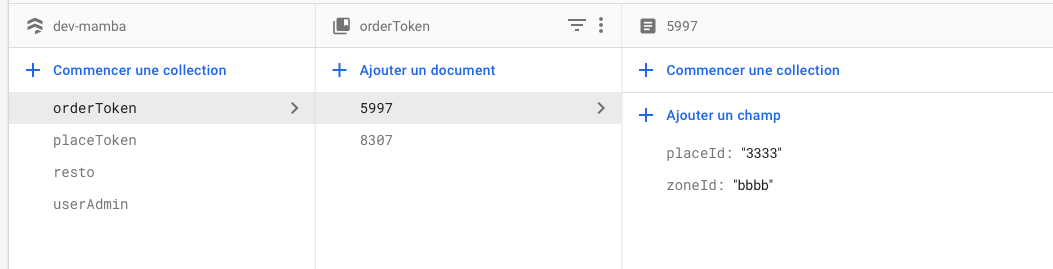 dev-mamba
orderToken
5997
Commencer une collection
Ajouter un document
Commencer une collection
orderToken
placeToken
resto
userAdmin
5997
8307
Ajouter un champ
placeId: "3333"
zoneId: "bbbb"